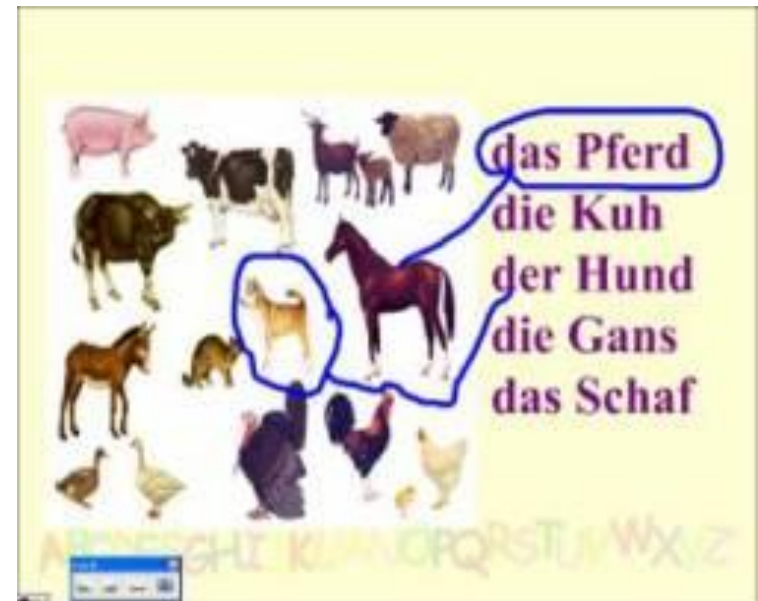 das Pferd
die Kuh
der Hund
die Gans
das Schaf